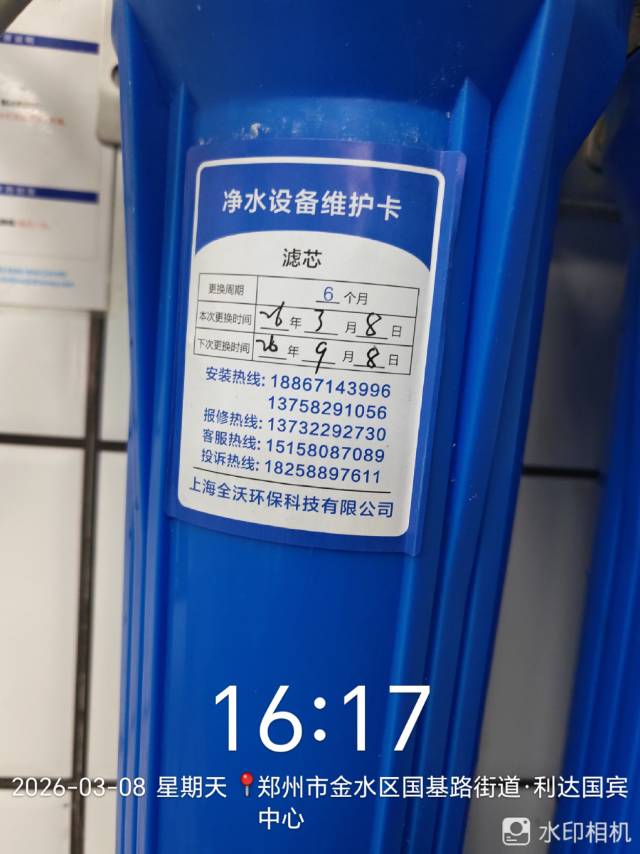 净水设备维护卡
滤芯
更换周期 6 个月
本次更换时间 26 年 3 月 8 日
下次更换时间 26 年 9 月 8 日
安装热线: 18867143996
13758291056
报修热线: 13732292730
客服热线: 15158087089
投诉热线: 18258897611
上海全沃环保科技有限公司
16:17
2026-03-08 星期天 郑州市金水区国基路街道·利达国宾
中心
水印相机